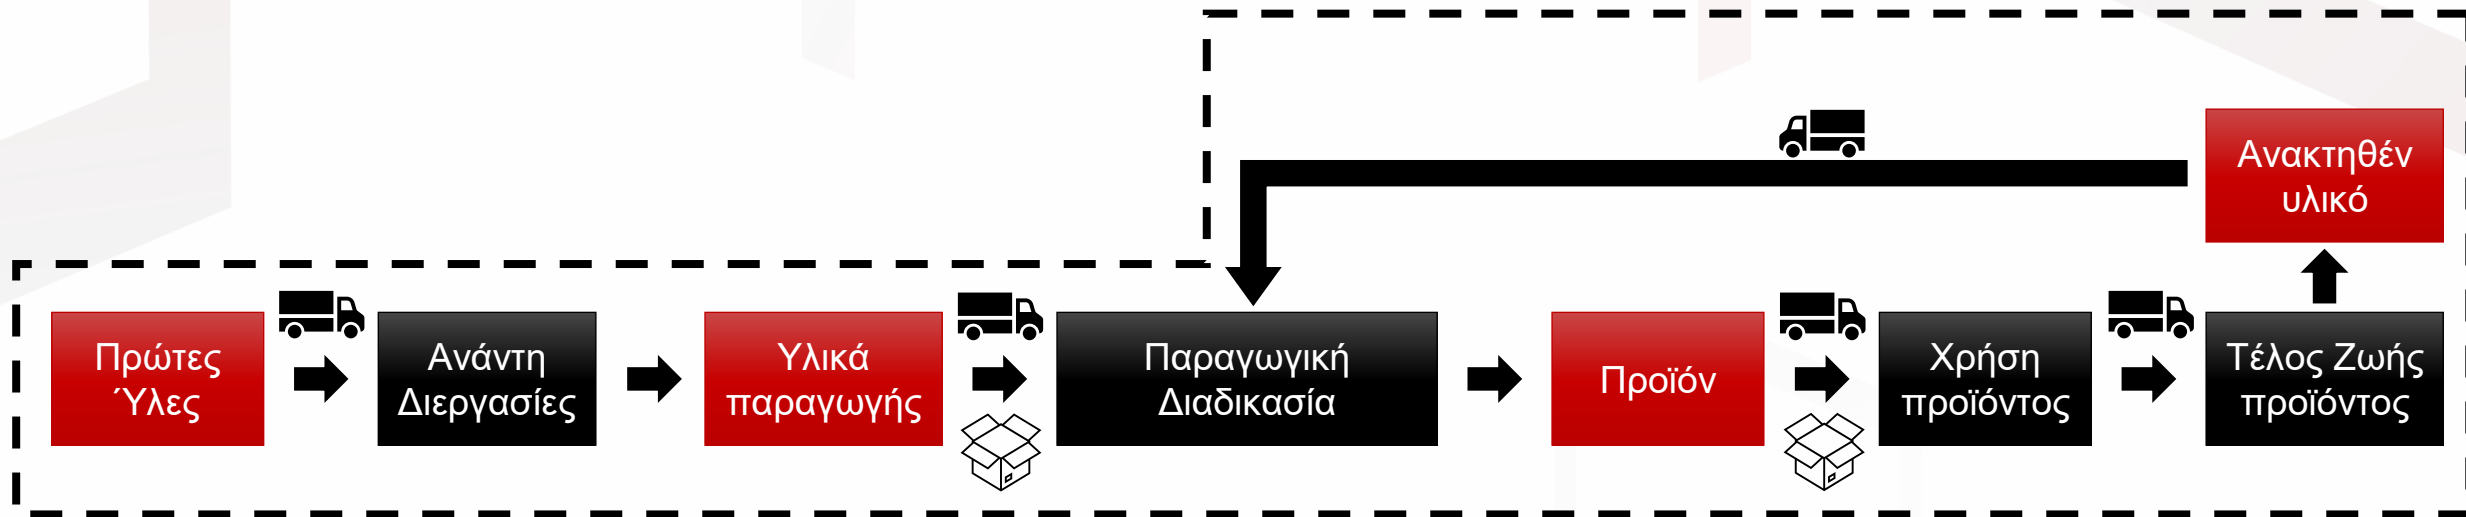 Ανακτηθέν
υλικό
Πρώτες
Ύλες
Ανάντη
Διεργασίες
Υλικά
παραγωγής
Παραγωγική
Διαδικασία
Προϊόν
Χρήση
προϊόντος
Τέλος Ζωής
προϊόντος